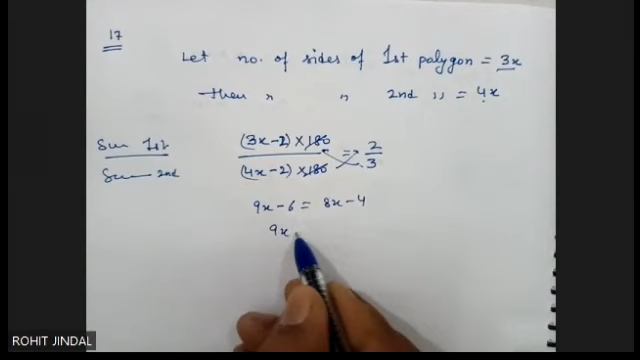 17
Let no. of sides of 1st polygon = 3x
Then " " 2nd " = 4x
Sum 1st
Sum 2nd
(3x-2)×180 / (4x-2)×180 = 2/3
9x-6 = 8x-4
9x
ROHIT JINDAL